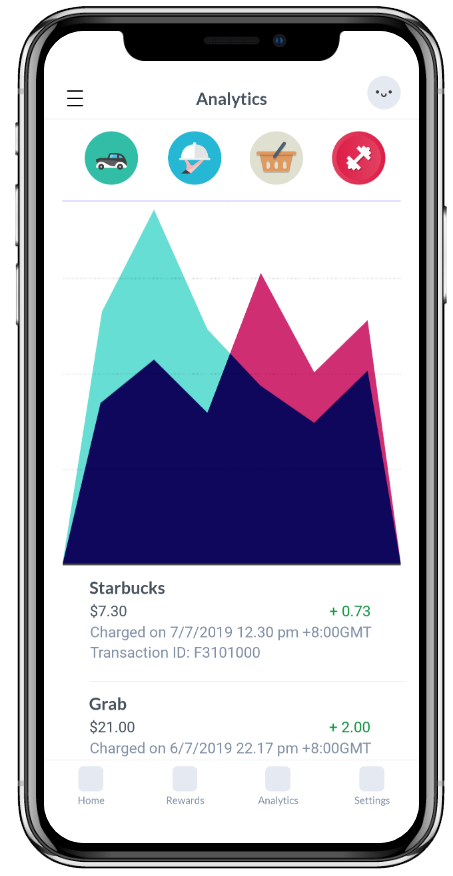 Analytics
Starbucks
$7.30 + 0.73
Charged on 7/7/2019 12.30 pm +8:00GMT
Transaction ID: F3101000
Grab
$21.00 + 2.00
Charged on 6/7/2019 22.17 pm +8:00GMT
Home Rewards Analytics Settings